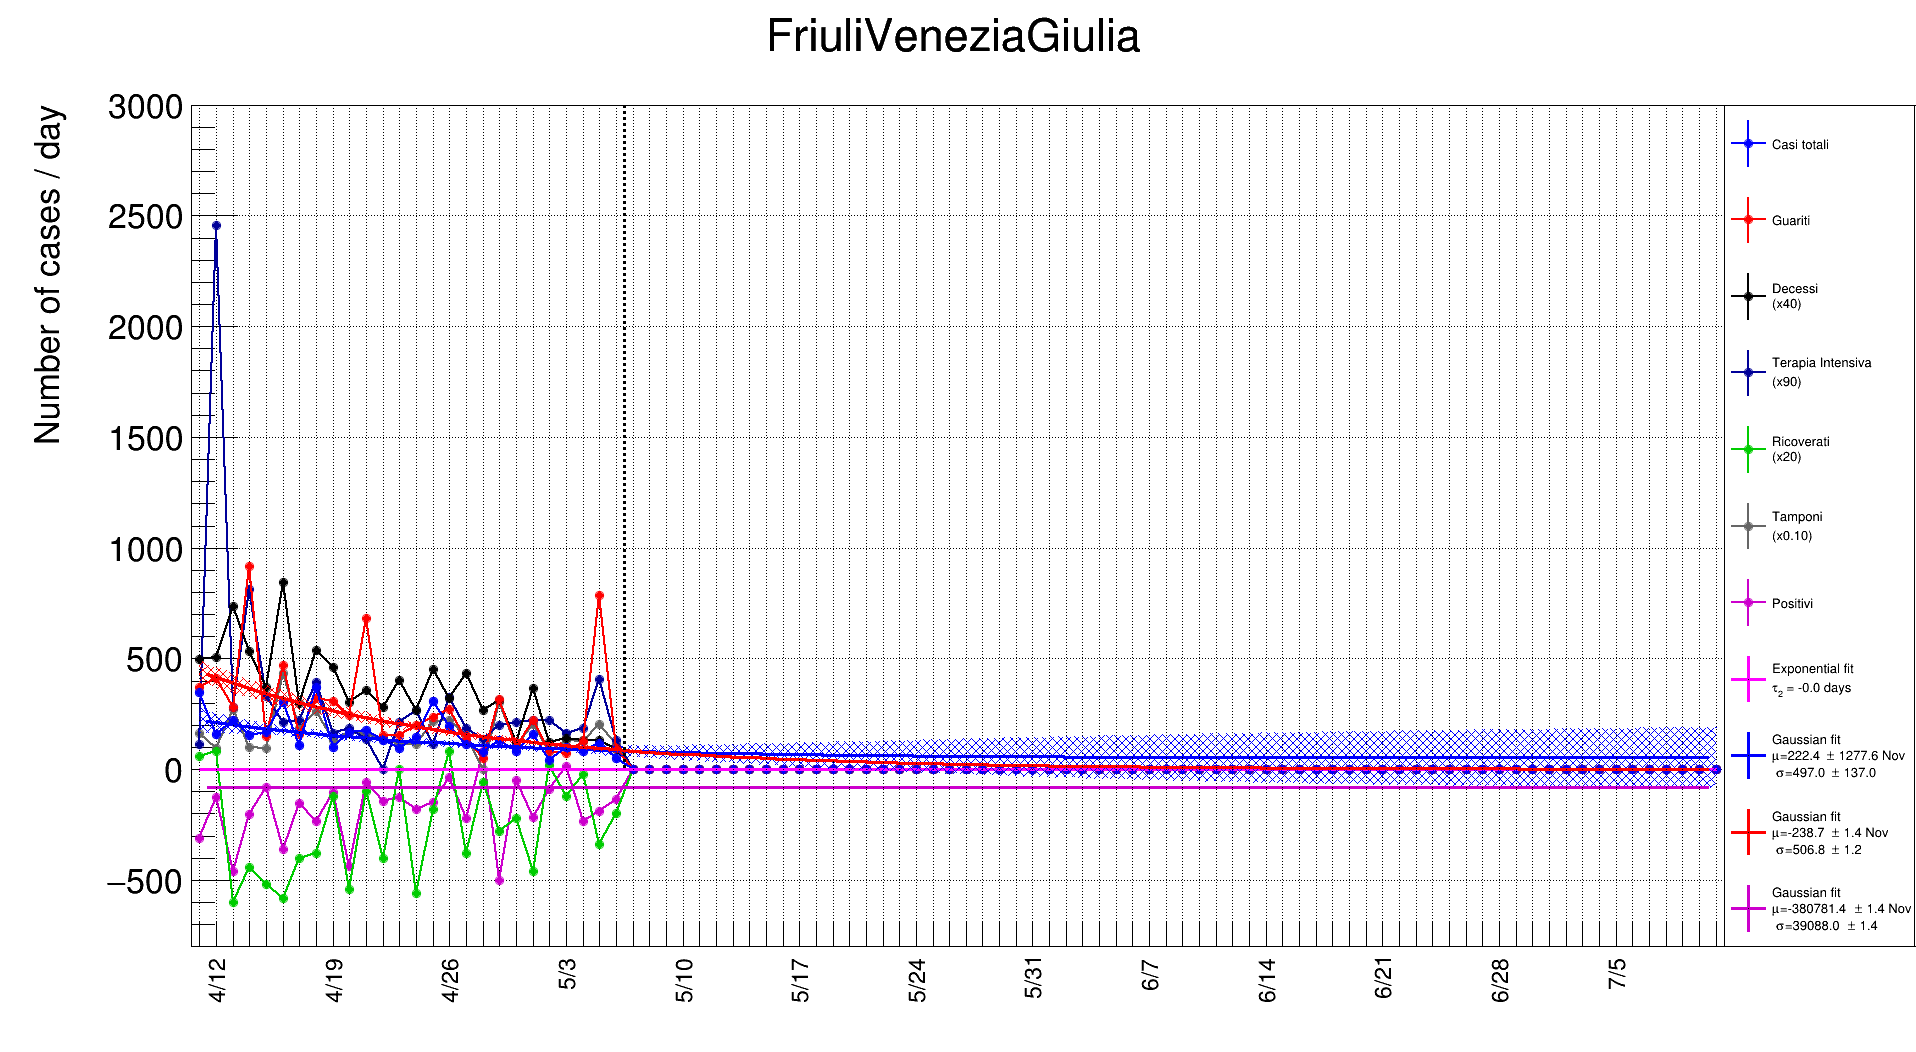 FriuliVeneziaGiulia
Number of cases / day
3000
2500
2000
1500
1000
500
0
−500
4/12
4/19
4/26
5/3
5/10
5/17
5/24
5/31
6/7
6/14
6/21
6/28
7/5
Casi totali
Guariti
Decessi
(x40)
Terapia Intensiva
(x90)
Ricoverati
(x20)
Tamponi
(x0.10)
Positivi
Exponential fit
τ2 = -0.0 days
Gaussian fit
μ=222.4 ± 1277.6 Nov
σ=497.0 ± 137.0
Gaussian fit
μ=-238.7 ± 1.4 Nov
σ=506.8 ± 1.2
Gaussian fit
μ=-380781.4 ± 1.4 Nov
σ=39088.0 ± 1.4